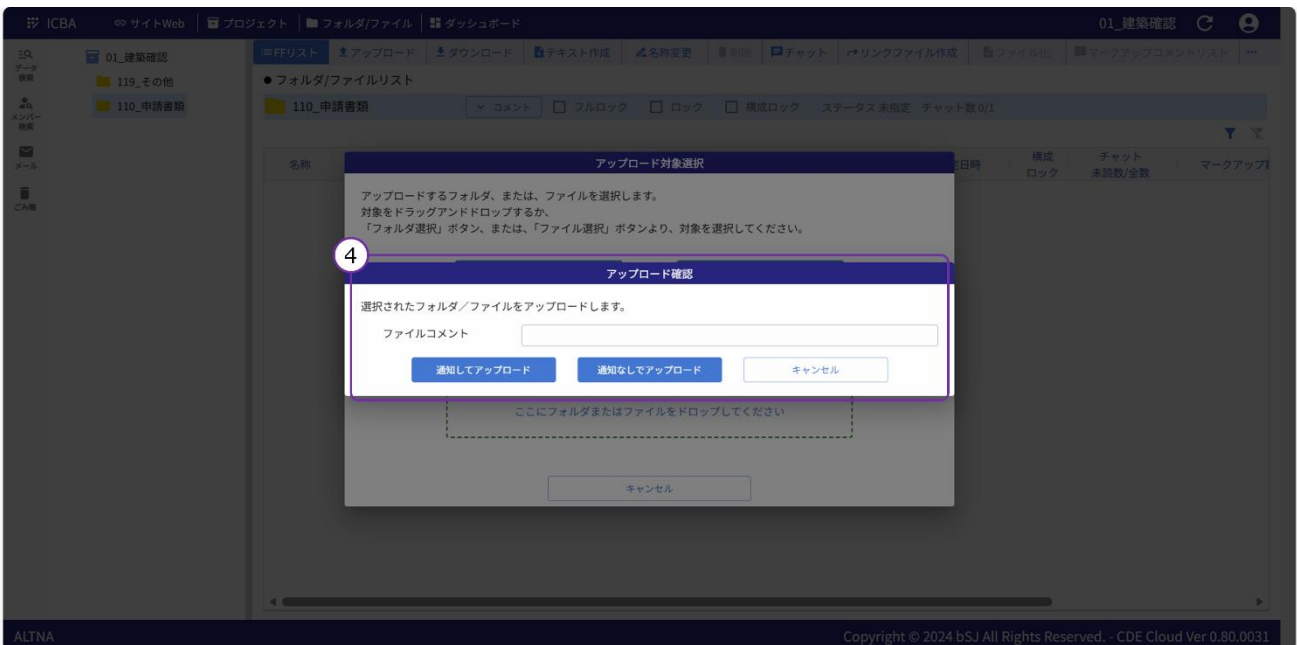 ICBA サイトWeb プロジェクト フォルダ/ファイル ダッシュボード 01_建築確認
データ検索
メンバー検索
メール
ごみ箱
01_建築確認
119_その他
110_申請書類
FFリスト アップロード ダウンロード テキスト作成 名称変更 削除 チャット リンクファイル作成 ファイル化 マークアップコメントリスト …
●フォルダ/ファイルリスト
110_申請書類 コメント フルロック ロック 構成ロック ステータス 未指定 チャット数 0/1
名称 日時 構成ロック チャット未読数/全数 マークアップ
アップロード対象選択
アップロードするフォルダ、または、ファイルを選択します。
対象をドラッグアンドドロップするか、
「フォルダ選択」ボタン、または、「ファイル選択」ボタンより、対象を選択してください。
4
アップロード確認
選択されたフォルダ/ファイルをアップロードします。
ファイルコメント
通知してアップロード 通知なしでアップロード キャンセル
ここにフォルダまたはファイルをドロップしてください
キャンセル
ALTNA Copyright © 2024 bSJ All Rights Reserved. - CDE Cloud Ver 0.80.0031